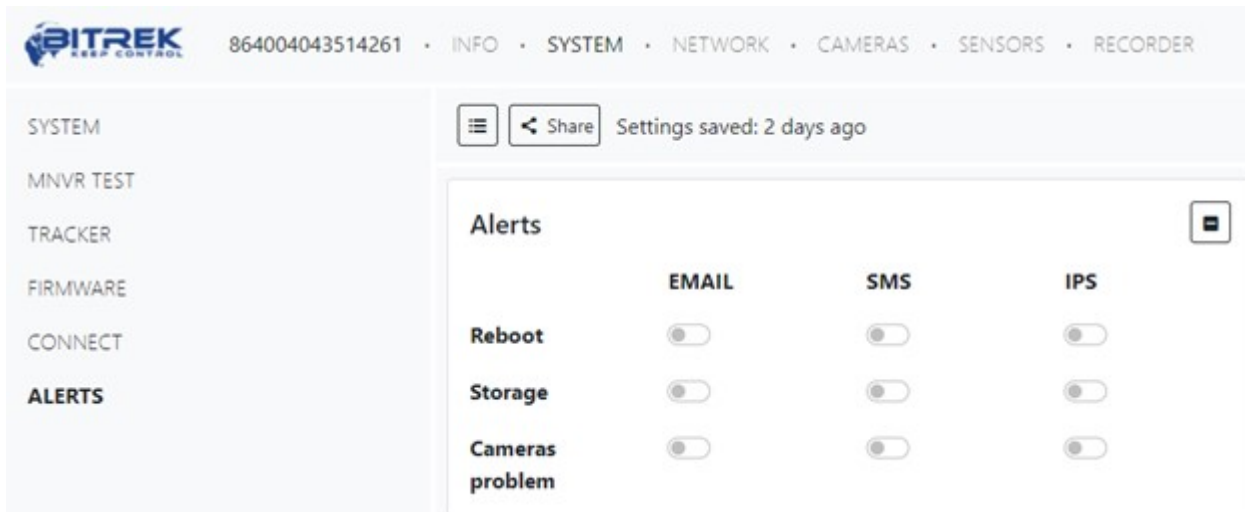 BITREK
KEEP CONTROL
864004043514261 · INFO · SYSTEM · NETWORK · CAMERAS · SENSORS · RECORDER
SYSTEM
MNVR TEST
TRACKER
FIRMWARE
CONNECT
ALERTS
Share Settings saved: 2 days ago
Alerts
EMAIL SMS IPS
Reboot
Storage
Cameras
problem